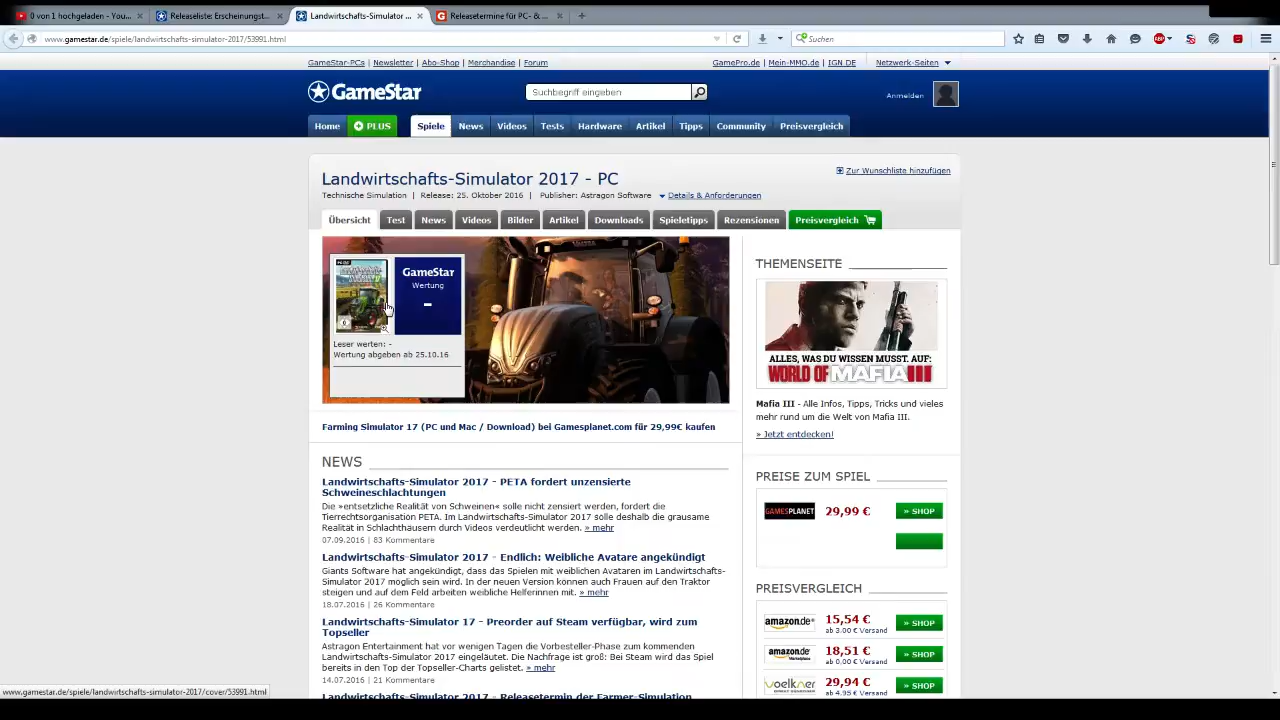 0 von 1 hochgeladen - You...
Releaseliste: Erscheinungst...
Landwirtschafts-Simulator ...
Releasetermine für PC- & ...
www.gamestar.de/spiele/landwirtschafts-simulator-2017/53991.html
Suchen
GameStar-PCs Newsletter Abo-Shop Merchandise Forum
GamePro.de Mein-MMO.de IGN DE Netzwerk-Seiten
GameStar
Suchbegriff eingeben
Anmelden
Home PLUS Spiele News Videos Tests Hardware Artikel Tipps Community Preisvergleich
Landwirtschafts-Simulator 2017 - PC
Zur Wunschliste hinzufügen
Technische Simulation | Release: 25. Oktober 2016 | Publisher: Astragon Software Details & Anforderungen
Übersicht Test News Videos Bilder Artikel Downloads Spieletipps Rezensionen Preisvergleich
GameStar
Wertung
-
Leser werten: -
Wertung abgeben ab 25.10.16
Farming Simulator 17 (PC und Mac / Download) bei Gamesplanet.com für 29,99€ kaufen
NEWS
Landwirtschafts-Simulator 2017 - PETA fordert unzensierte
Schweineschlachtungen
Die »entsetzliche Realität von Schweinen« solle nicht zensiert werden, fordert die
Tierrechtsorganisation PETA. Im Landwirtschafts-Simulator 2017 solle deshalb die grausame
Realität in Schlachthäusern durch Videos verdeutlicht werden. » mehr
07.09.2016 | 83 Kommentare
Landwirtschafts-Simulator 2017 - Endlich: Weibliche Avatare angekündigt
Giants Software hat angekündigt, dass das Spielen mit weiblichen Avataren im Landwirtschafts-
Simulator 2017 möglich sein wird. In der neuen Version können auch Frauen auf den Traktor
steigen und auf dem Feld arbeiten weibliche Helferinnen mit. » mehr
18.07.2016 | 26 Kommentare
Landwirtschafts-Simulator 17 - Preorder auf Steam verfügbar, wird zum
Topseller
Astragon Entertainment hat vor wenigen Tagen die Vorbesteller-Phase zum kommenden
Landwirtschafts-Simulator 2017 eingeläutet. Die Nachfrage ist groß: Bei Steam wird das Spiel
bereits in den Top der Topseller-Charts gelistet. » mehr
14.07.2016 | 21 Kommentare
Landwirtschafts-Simulator 2017 - Releasetermin der Farmer-Simulation
THEMENSEITE
ALLES, WAS DU WISSEN MUSST. AUF:
WORLD OF MAFIA III
Mafia III - Alle Infos, Tipps, Tricks und vieles
mehr rund um die Welt von Mafia III.
» Jetzt entdecken!
PREISE ZUM SPIEL
GAMESPLANET 29,99 € » SHOP
PREISVERGLEICH
amazon.de 15,54 € » SHOP
ab 3,00 € Versand
amazon.de 18,51 € » SHOP
ab 0,00 € Versand
voelkner 29,94 € » SHOP
ab 4,95 € Versand
www.gamestar.de/spiele/landwirtschafts-simulator-2017/cover/53991.html